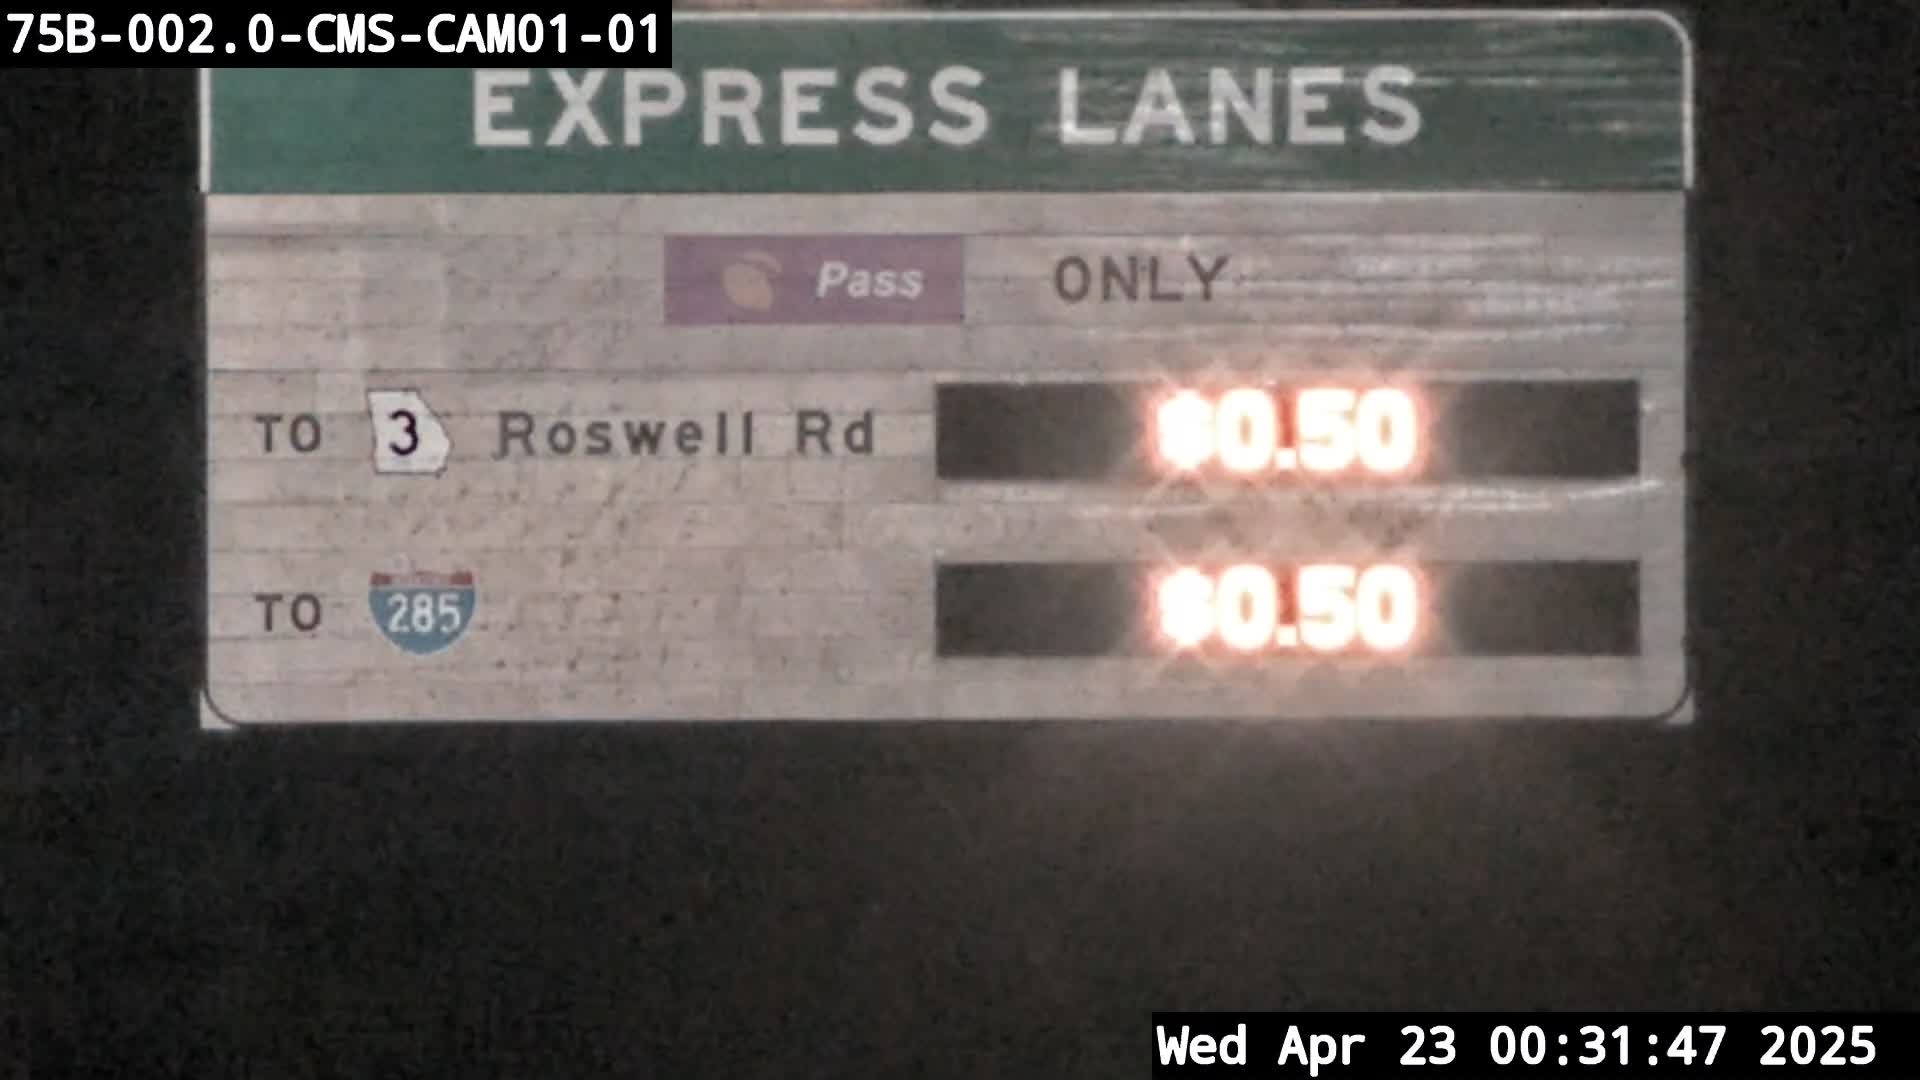 75B-002.0-CMS-CAM01-01
EXPRESS LANES
Pass ONLY
TO 3 Roswell Rd $0.50
TO 285 $0.50
Wed Apr 23 00:31:47 2025